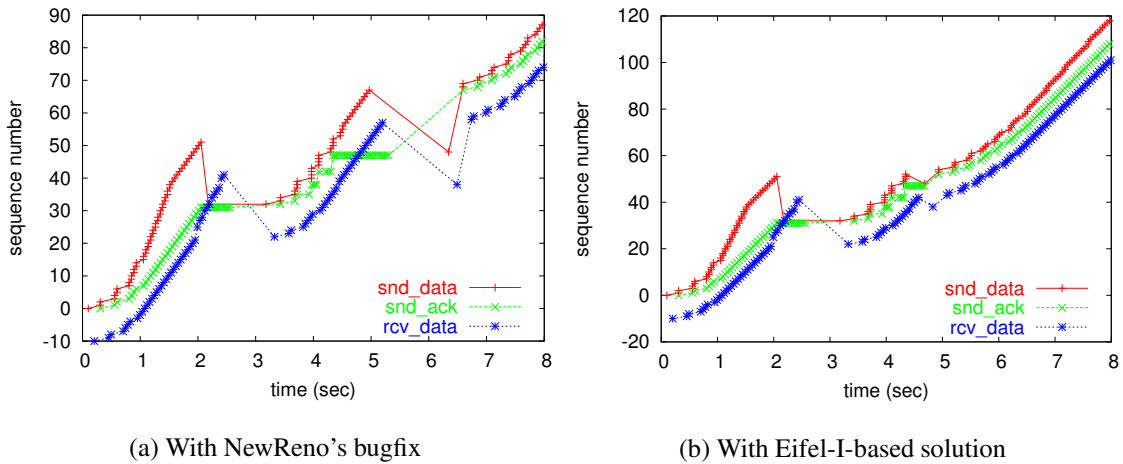 90
80
70
60
50
40
30
20
10
0
-10
sequence number
0 1 2 3 4 5 6 7 8
time (sec)
snd_data
snd_ack
rcv_data
(a) With NewReno's bugfix
120
100
80
60
40
20
0
-20
sequence number
0 1 2 3 4 5 6 7 8
time (sec)
snd_data
snd_ack
rcv_data
(b) With Eifel-I-based solution